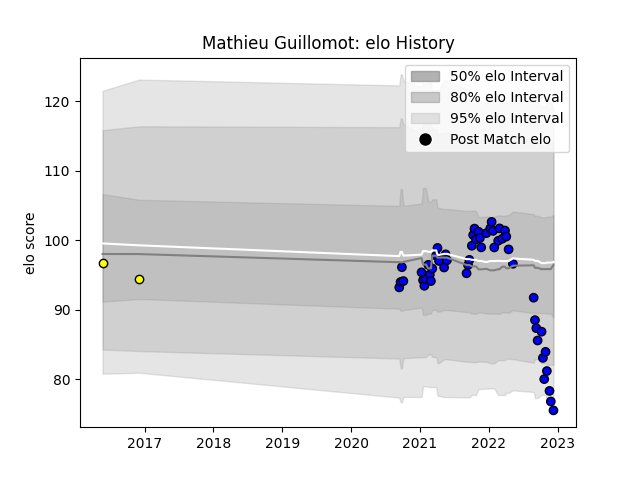 Mathieu Guillomot: elo History
50% elo Interval
80% elo Interval
95% elo Interval
Post Match elo
elo score
120
110
100
90
80
2017
2018
2019
2020
2021
2022
2023